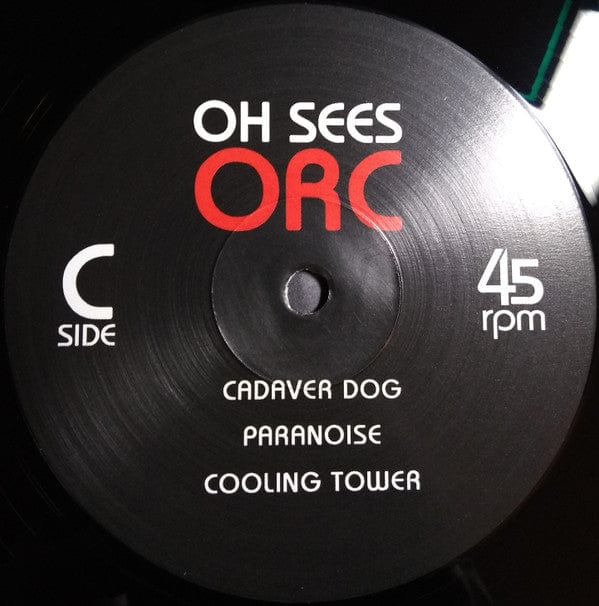 OH SEES
ORC
C
SIDE
45
rpm
CADAVER DOG
PARANOISE
COOLING TOWER